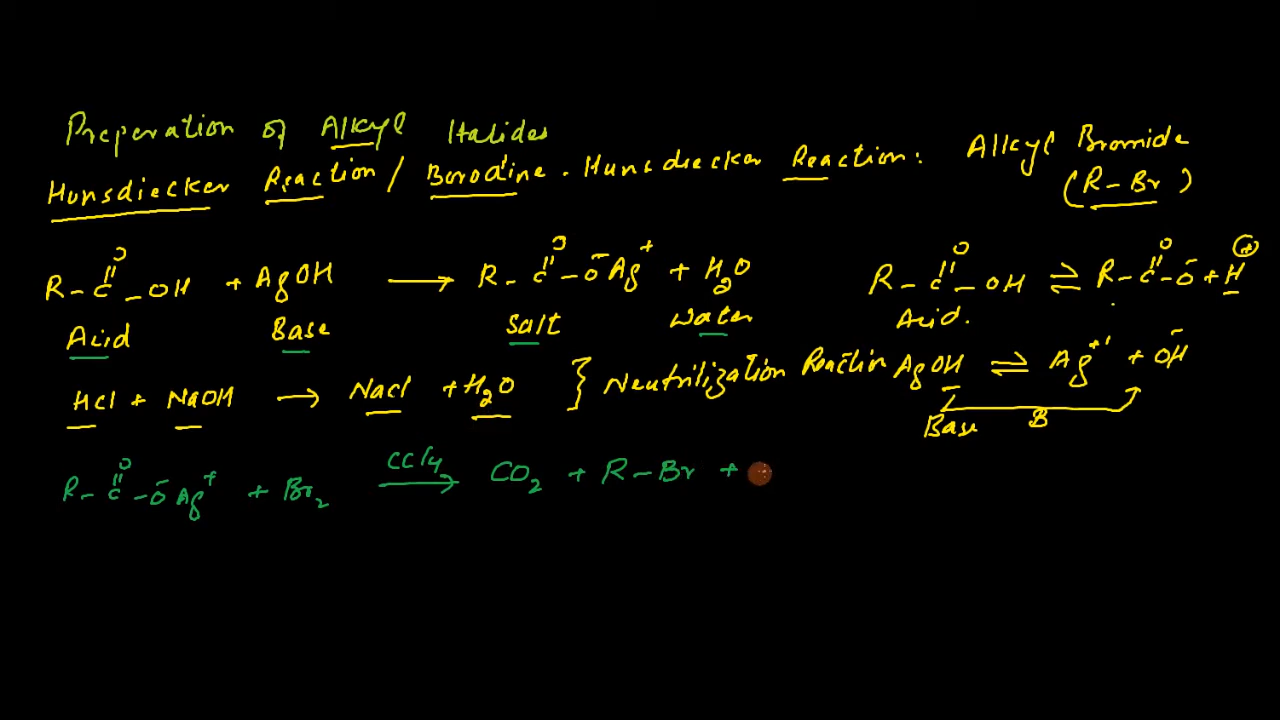 Preperation of Alkyl Halides
Hunsdiecker Reaction / Borodine - Hunsdiecker Reaction : Alkyl Bromide
(R-Br)
R-C(=O)-OH + AgOH ⟶ R-C(=O)-O⁻Ag⁺ + H₂O R-C(=O)-OH ⇌ R-C(=O)-O⁻ + H⊕
Acid Base Salt Water Acid.
HCl + NaOH ⟶ NaCl + H₂O } Neutrilization Reaction AgOH ⇌ Ag⁺¹ + OH⁻
Base B
R-C(=O)-O⁻Ag⁺ + Br₂ ⟶ CCl₄ CO₂ + R-Br +